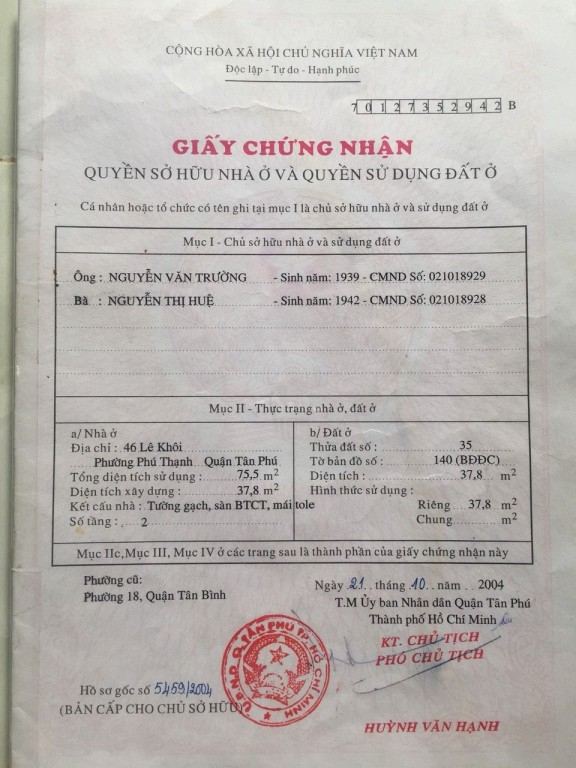 CỘNG HÒA XÃ HỘI CHỦ NGHĨA VIỆT NAM
Độc lập - Tự do - Hạnh phúc
7 0 1 2 7 3 5 2 9 4 2 B
GIẤY CHỨNG NHẬN
QUYỀN SỞ HỮU NHÀ Ở VÀ QUYỀN SỬ DỤNG ĐẤT Ở
Cá nhân hoặc tổ chức có tên ghi tại mục I là chủ sở hữu nhà ở và sử dụng đất ở
Mục I - Chủ sở hữu nhà ở và sử dụng đất ở
Ông : NGUYỄN VĂN TRƯỜNG - Sinh năm: 1939 - CMND Số: 021018929
Bà : NGUYỄN THỊ HUỆ - Sinh năm: 1942 - CMND Số: 021018928
Mục II - Thực trạng nhà ở, đất ở
a/ Nhà ở
Địa chỉ : 46 Lê Khôi
Phường Phú Thạnh Quận Tân Phú
Tổng diện tích sử dụng : 75,5 m2
Diện tích xây dựng : 37,8 m2
Kết cấu nhà : Tường gạch, sàn BTCT, mái tole
Số tầng : 2
b/ Đất ở
Thửa đất số : 35
Tờ bản đồ số : 140 (BĐĐC)
Diện tích : 37,8 m2
Hình thức sử dụng :
Riêng 37,8 m2
Chung m2
Mục IIc, Mục III, Mục IV ở các trang sau là thành phần của giấy chứng nhận này
Phường cũ:
Phường 18, Quận Tân Bình
Ngày 21 tháng 10 năm 2004
T.M Ủy ban Nhân dân Quận Tân Phú
Thành phố Hồ Chí Minh
KT. CHỦ TỊCH
PHÓ CHỦ TỊCH
U.B.N.D. Q. TÂN PHÚ TP. HỒ CHÍ MINH
Hồ sơ gốc số 5459/2004
(BẢN CẤP CHO CHỦ SỞ HỮU)
HUỲNH VĂN HẠNH